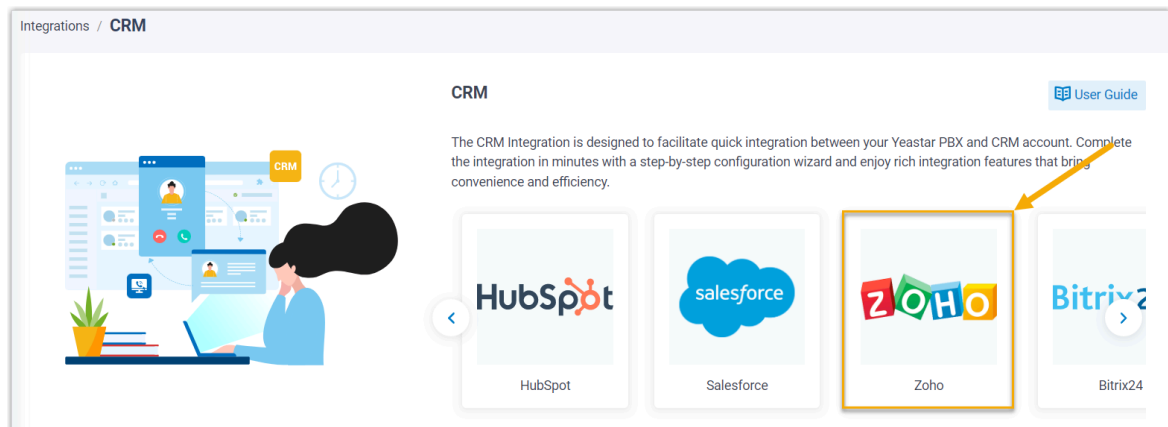 Integrations / CRM
CRM
User Guide
The CRM Integration is designed to facilitate quick integration between your Yeastar PBX and CRM account. Complete
the integration in minutes with a step-by-step configuration wizard and enjoy rich integration features that bring
convenience and efficiency.
CRM
HubSpot
salesforce
ZOHO
Bitrix2
HubSpot
Salesforce
Zoho
Bitrix24